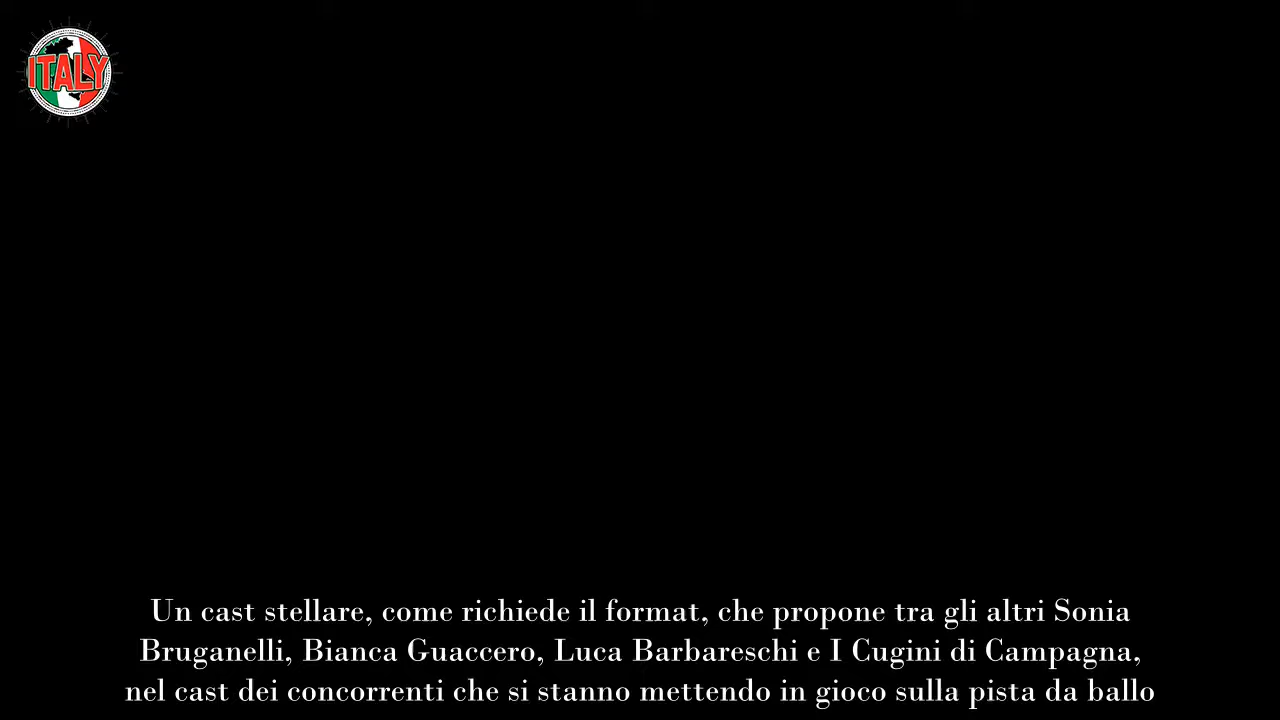 ITALY
Un cast stellare, come richiede il format, che propone tra gli altri Sonia
Bruganelli, Bianca Guaccero, Luca Barbareschi e I Cugini di Campagna,
nel cast dei concorrenti che si stanno mettendo in gioco sulla pista da ballo